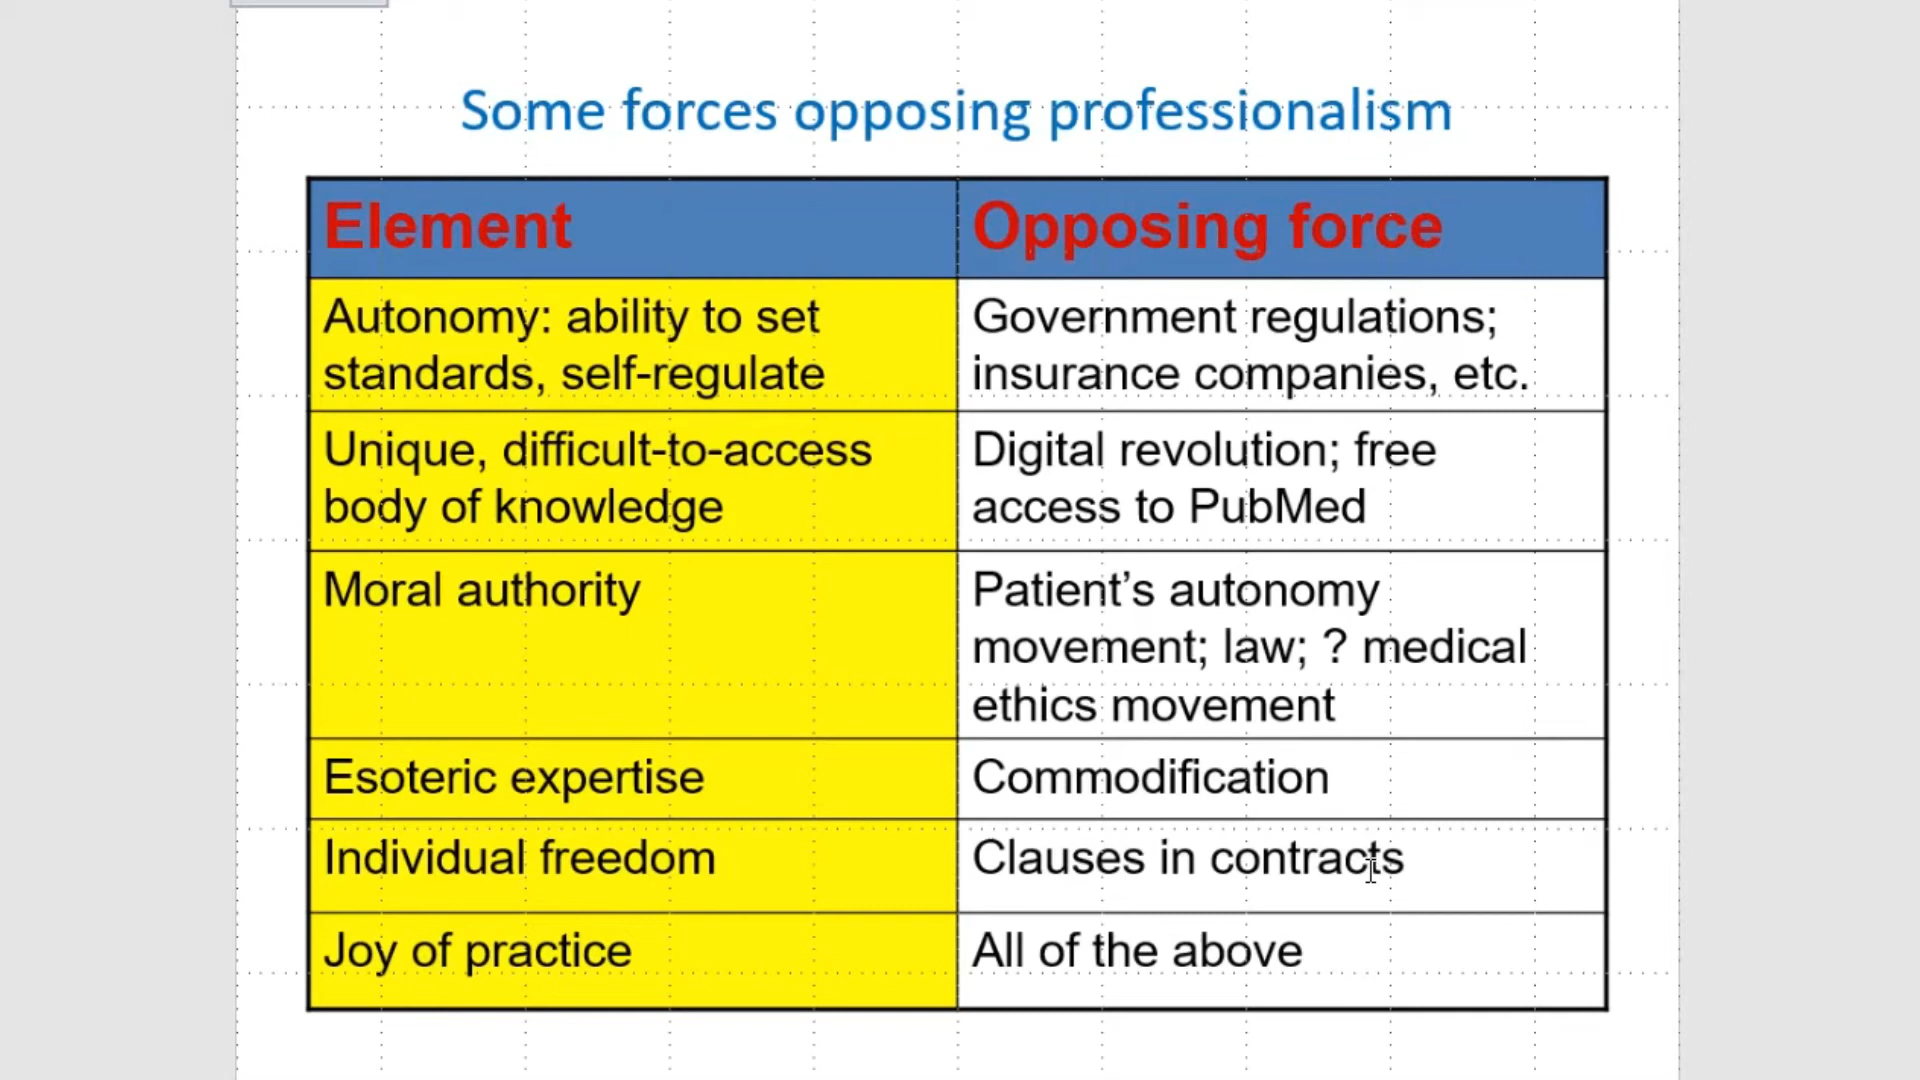 Some forces opposing professionalism
Element
Opposing force
Autonomy: ability to set
standards, self-regulate
Government regulations;
insurance companies, etc.
Unique, difficult-to-access
body of knowledge
Digital revolution; free
access to PubMed
Moral authority
Patient’s autonomy
movement; law; ? medical
ethics movement
Esoteric expertise
Commodification
Individual freedom
Clauses in contracts
Joy of practice
All of the above